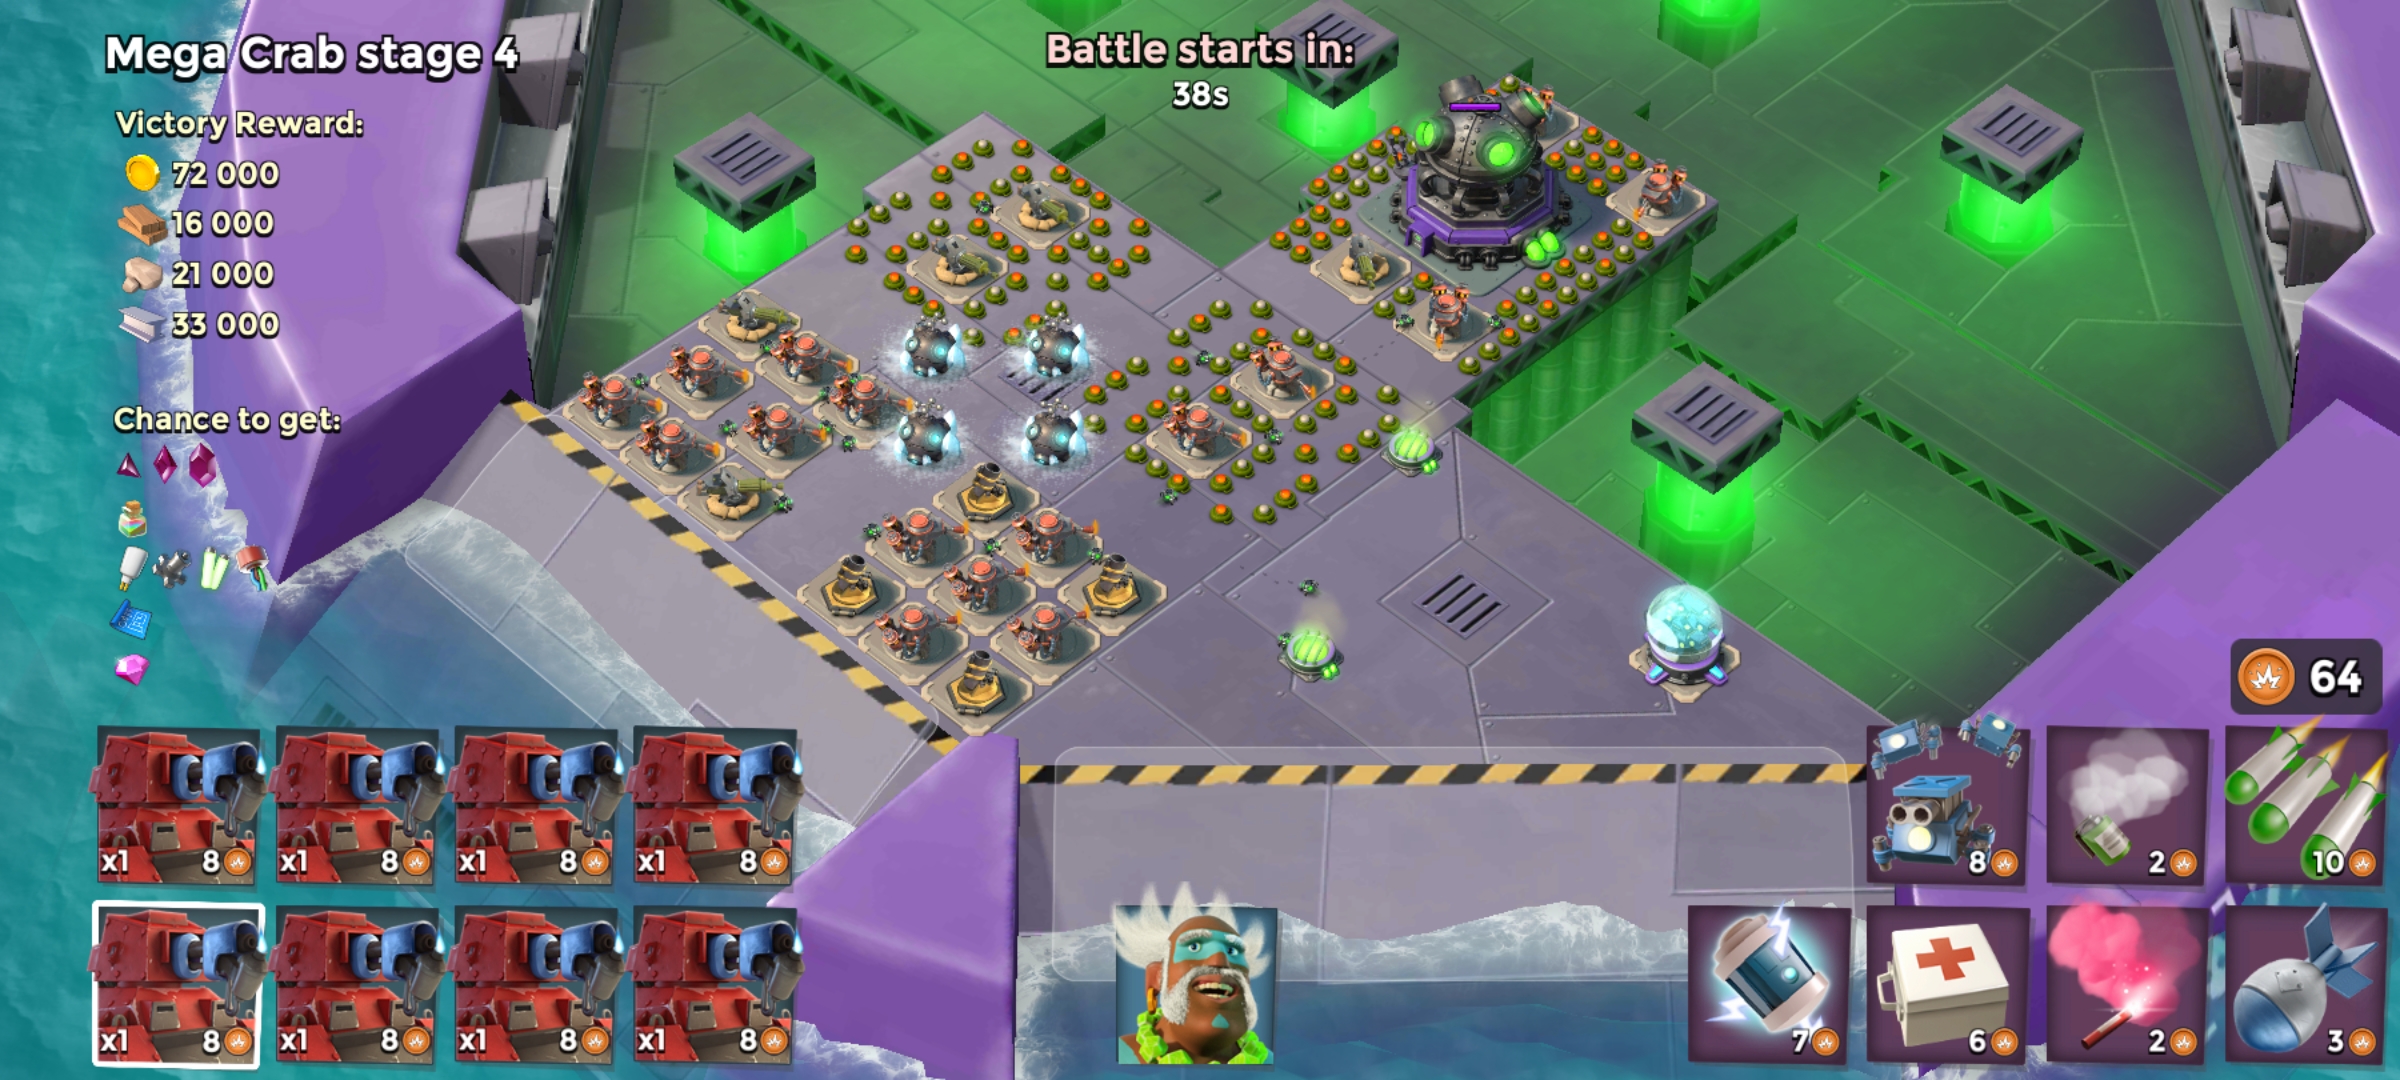 Mega Crab stage 4
Battle starts in:
38s
Victory Reward:
72 000
16 000
21 000
33 000
Chance to get:
64
x1 8
x1 8
x1 8
x1 8
8
2
10
x1 8
x1 8
x1 8
x1 8
7
6
2
3